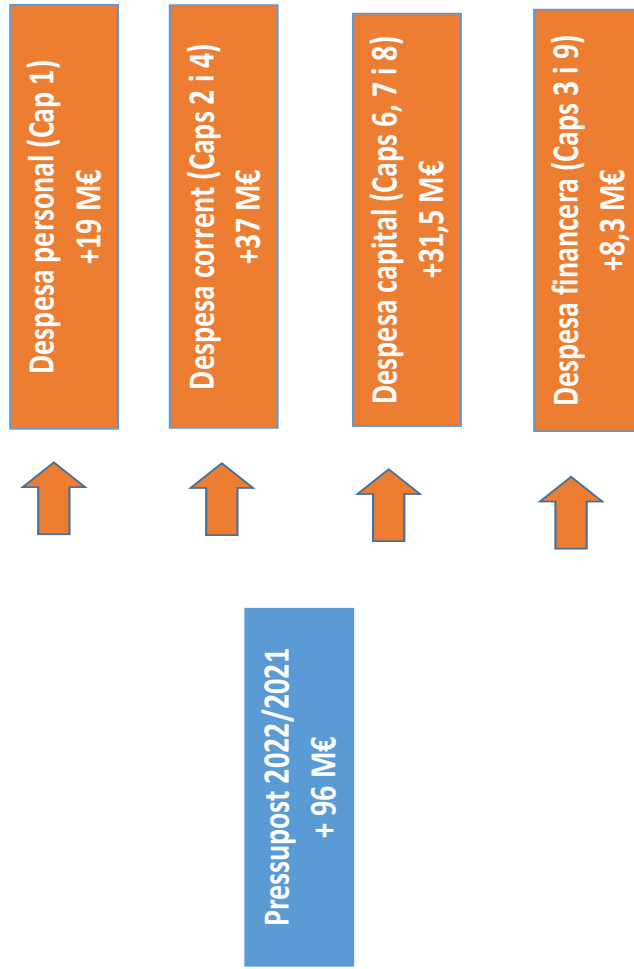 Pressupost 2022/2021
+ 96 M€
Despesa personal (Cap 1)
+19 M€
Despesa corrent (Caps 2 i 4)
+37 M€
Despesa capital (Caps 6, 7 i 8)
+31,5 M€
Despesa financera (Caps 3 i 9)
+8,3 M€